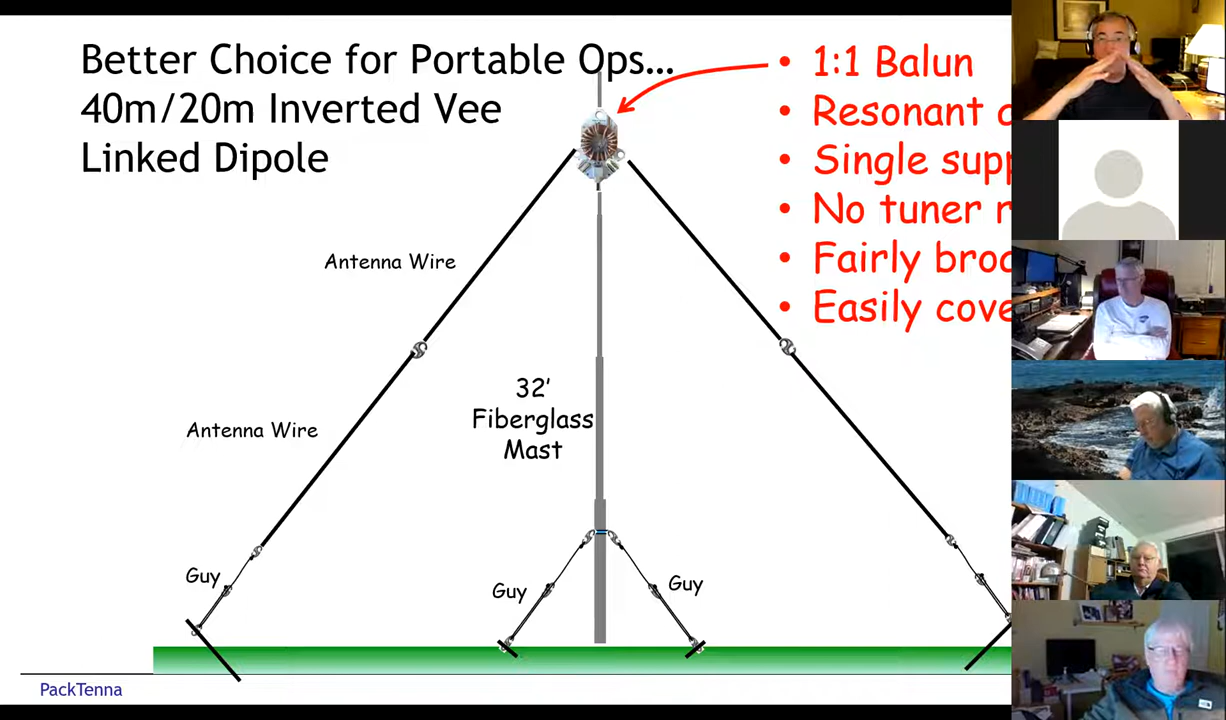 Better Choice for Portable Ops...
40m/20m Inverted Vee
Linked Dipole
• 1:1 Balun
• Resonant
• Single
• No tuner
• Fairly
• Easily
Antenna Wire
Antenna Wire
32'
Fiberglass
Mast
Guy
Guy
Guy
PackTenna